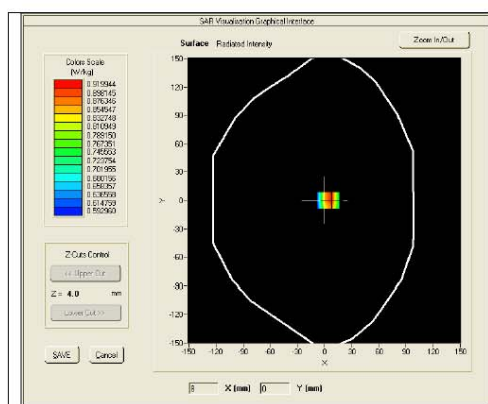 SAR Visualisation Graphical Interface
Surface Radiated Intensity
Zoom In/Out
Colors Scale
(W/kg)
0.919944
0.898145
0.876346
0.854547
0.832748
0.810949
0.789150
0.767351
0.745553
0.723754
0.701955
0.680156
0.658357
0.636558
0.614759
0.592960
Z-Cuts Control
<< Upper Cut
Z = 4.0 mm
Lower Cut >>
SAVE
Cancel
150
120
90
60
30
0
-30
-60
-90
-120
-150
Y
-150 -120 -90 -60 -30 0 30 60 90 120 150
X
8 X (mm) 0 Y (mm)